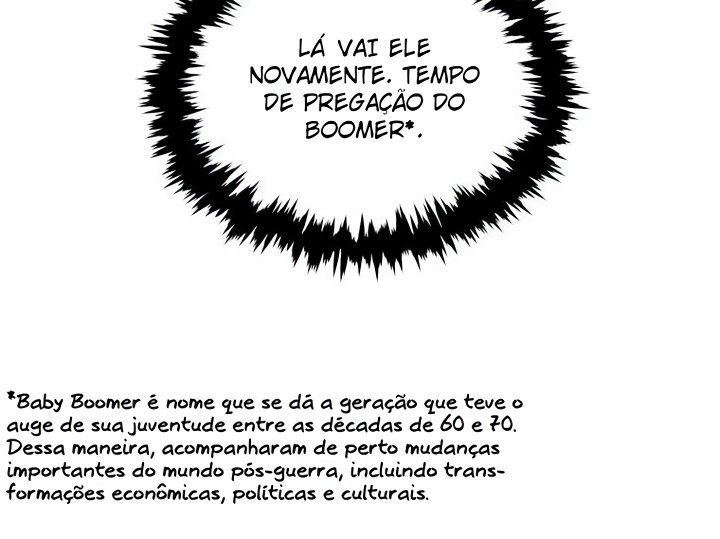 LÁ VAI ELE
NOVAMENTE. TEMPO
DE PREGAÇÃO DO
BOOMER*.
*Baby Boomer é nome que se dá a geração que teve o
auge de sua juventude entre as décadas de 60 e 70.
Dessa maneira, acompanharam de perto mudanças
importantes do mundo pós-guerra, incluindo trans-
formações econômicas, políticas e culturais.